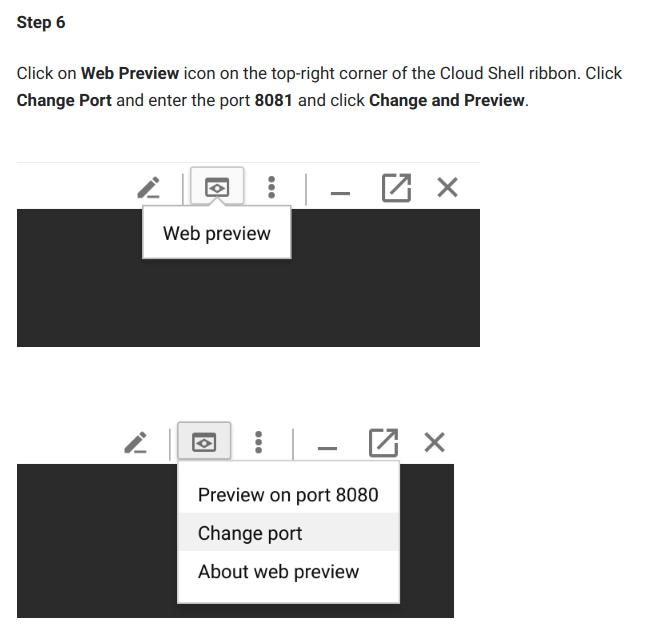 Step 6
Click on Web Preview icon on the top-right corner of the Cloud Shell ribbon. Click
Change Port and enter the port 8081 and click Change and Preview.
Web preview
Preview on port 8080
Change port
About web preview